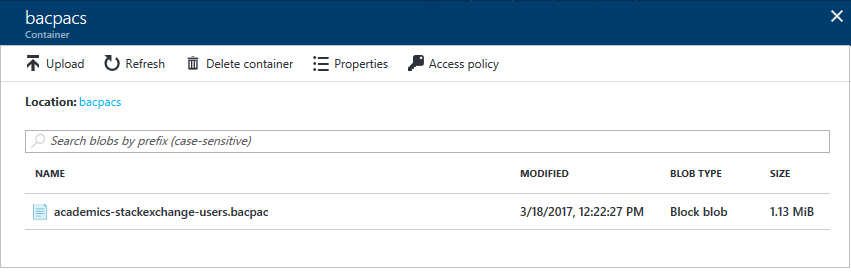 bacpacs
Container
Upload Refresh Delete container Properties Access policy
Location: bacpacs
Search blobs by prefix (case-sensitive)
NAME MODIFIED BLOB TYPE SIZE
academics-stackexchange-users.bacpac 3/18/2017, 12:22:27 PM Block blob 1.13 MiB